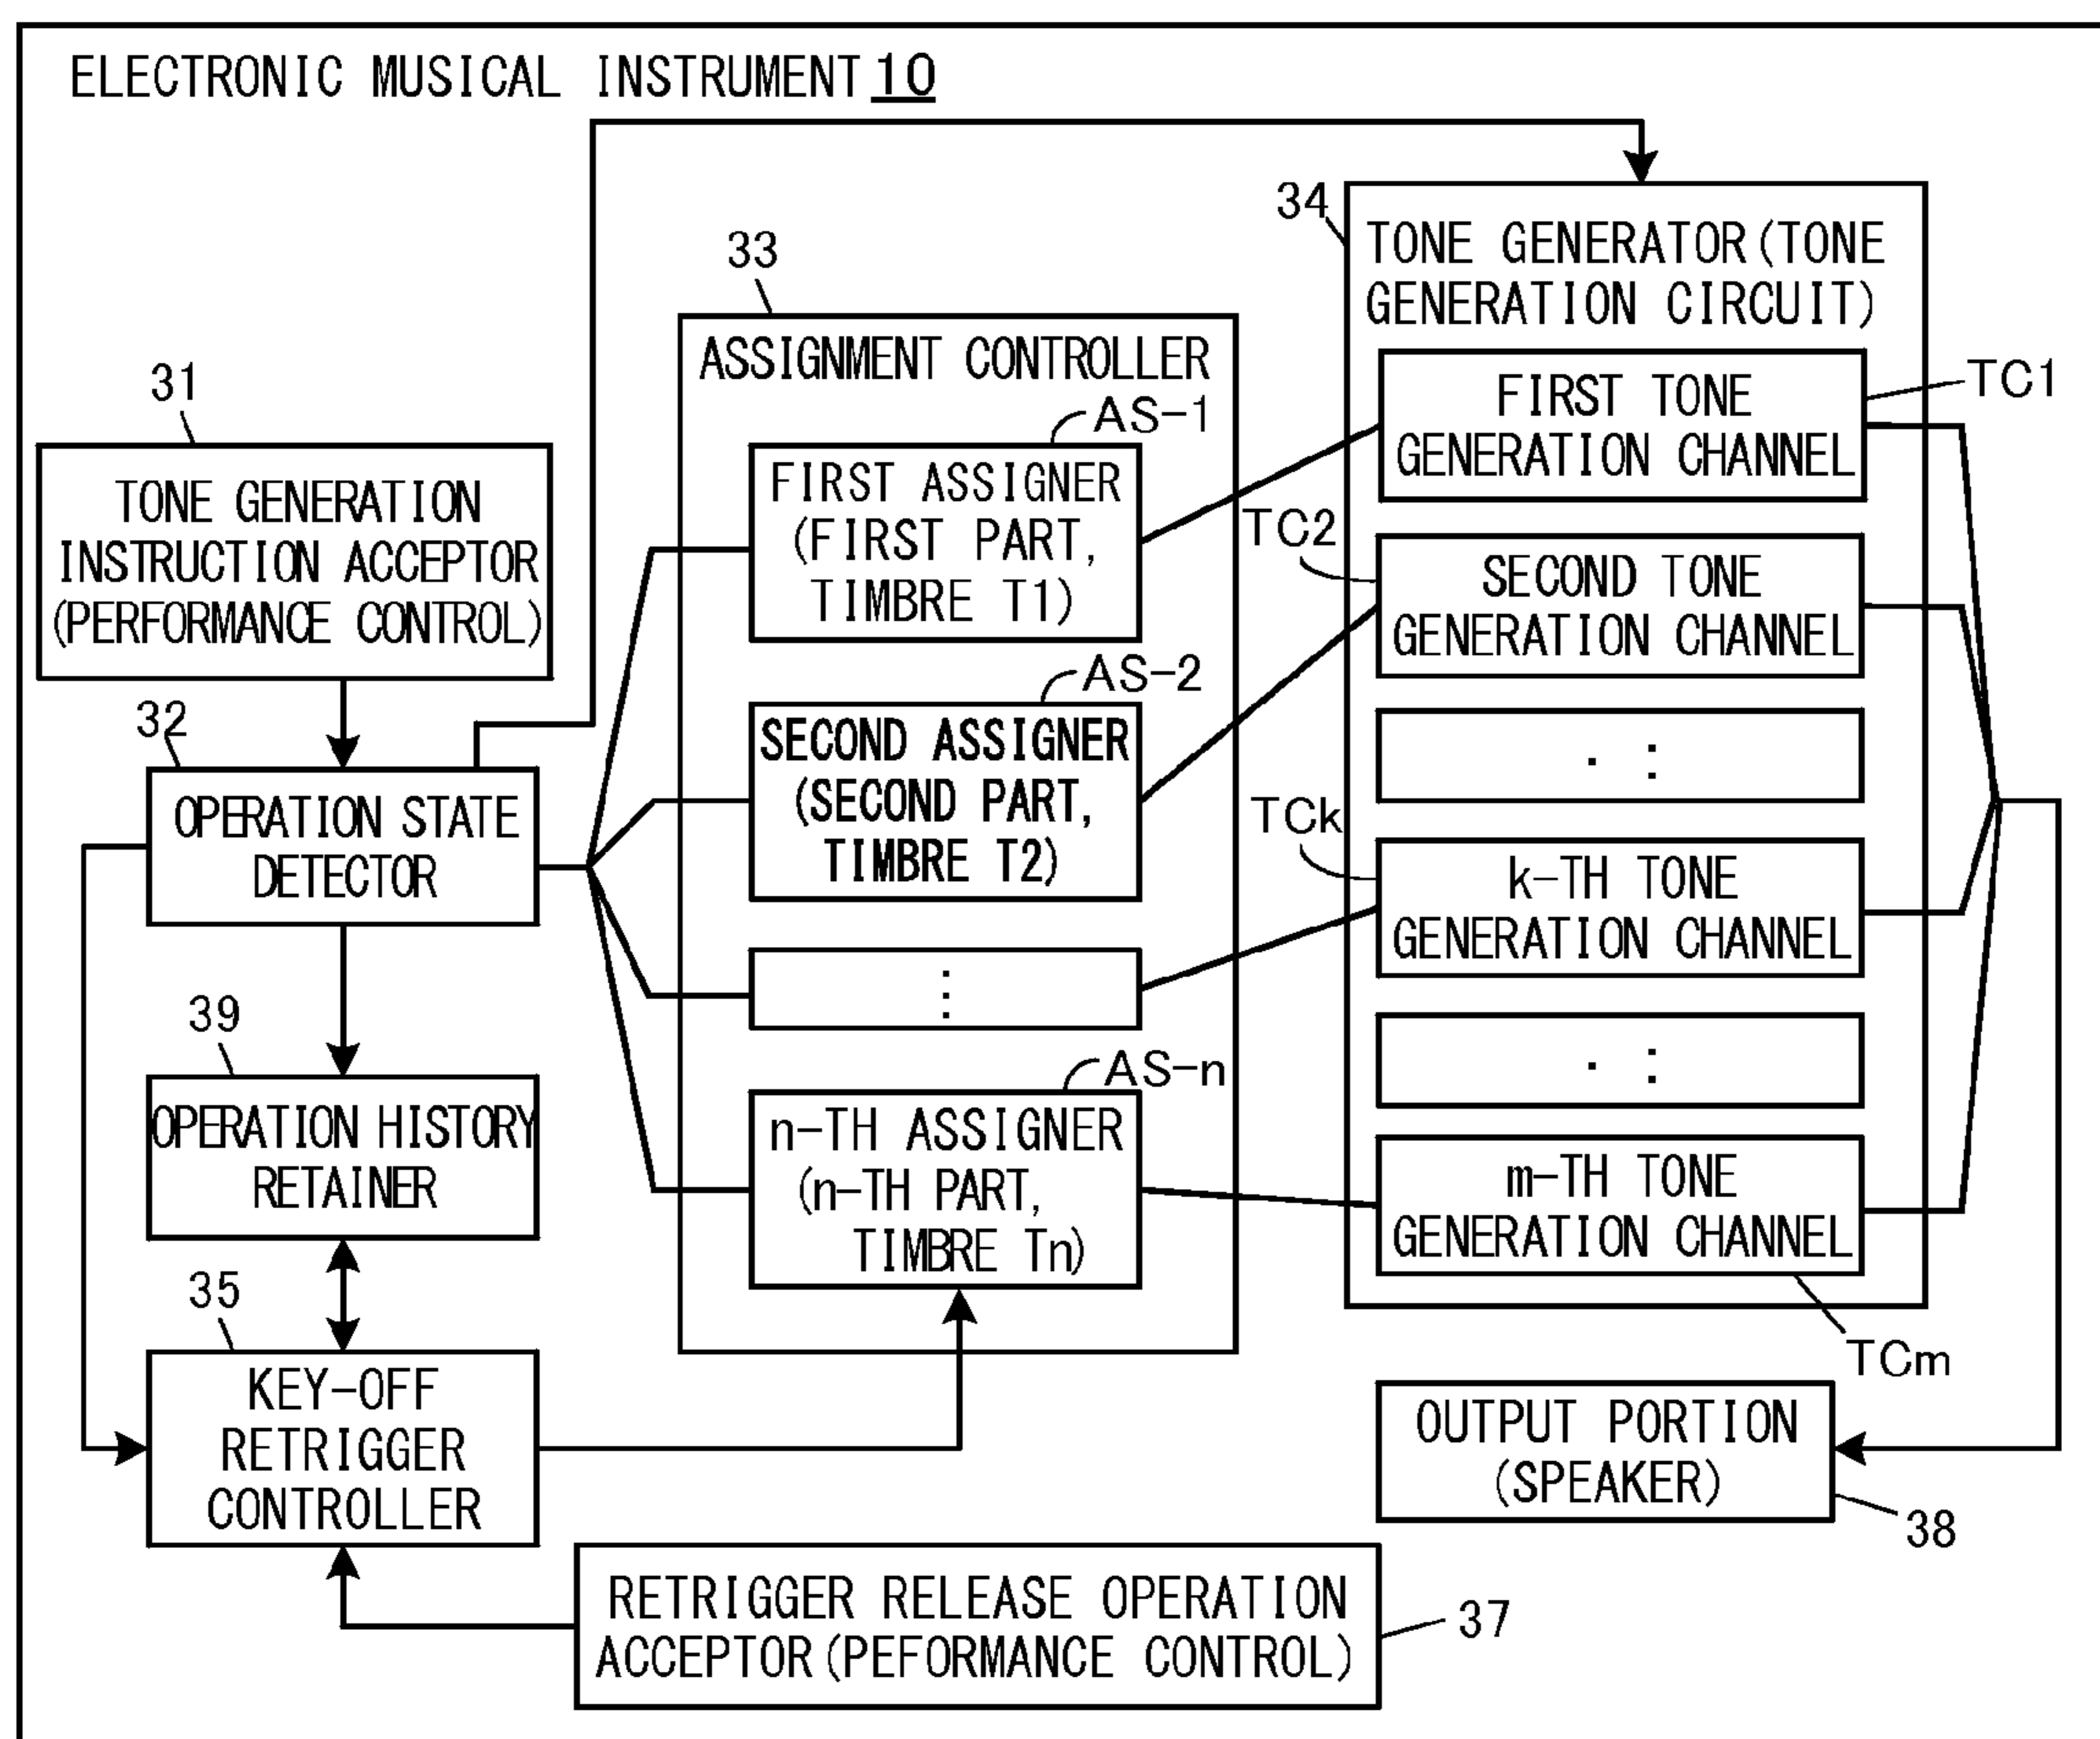 ELECTRONIC MUSICAL INSTRUMENT 10
31
TONE GENERATION
INSTRUCTION ACCEPTOR
(PERFORMANCE CONTROL)
32
OPERATION STATE
DETECTOR
39
OPERATION HISTORY
RETAINER
35
KEY-OFF
RETRIGGER
CONTROLLER
33
ASSIGNMENT CONTROLLER
AS-1
FIRST ASSIGNER
(FIRST PART,
TIMBRE T1)
AS-2
SECOND ASSIGNER
(SECOND PART,
TIMBRE T2)
:
AS-n
n-TH ASSIGNER
(n-TH PART,
TIMBRE Tn)
34
TONE GENERATOR(TONE
GENERATION CIRCUIT)
TC1
FIRST TONE
GENERATION CHANNEL
TC2
SECOND TONE
GENERATION CHANNEL
. :
TCk
k-TH TONE
GENERATION CHANNEL
. :
m-TH TONE
GENERATION CHANNEL
TCm
OUTPUT PORTION
(SPEAKER)
38
RETRIGGER RELEASE OPERATION
ACCEPTOR(PEFORMANCE CONTROL)
37